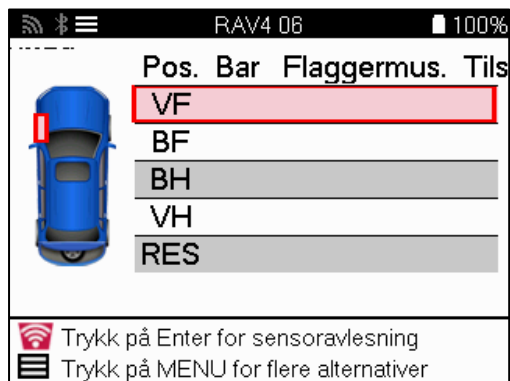 RAV4 06 100%
Pos. Bar Flaggermus. Tils
VF
BF
BH
VH
RES
Trykk på Enter for sensoravlesning
Trykk på MENU for flere alternativer